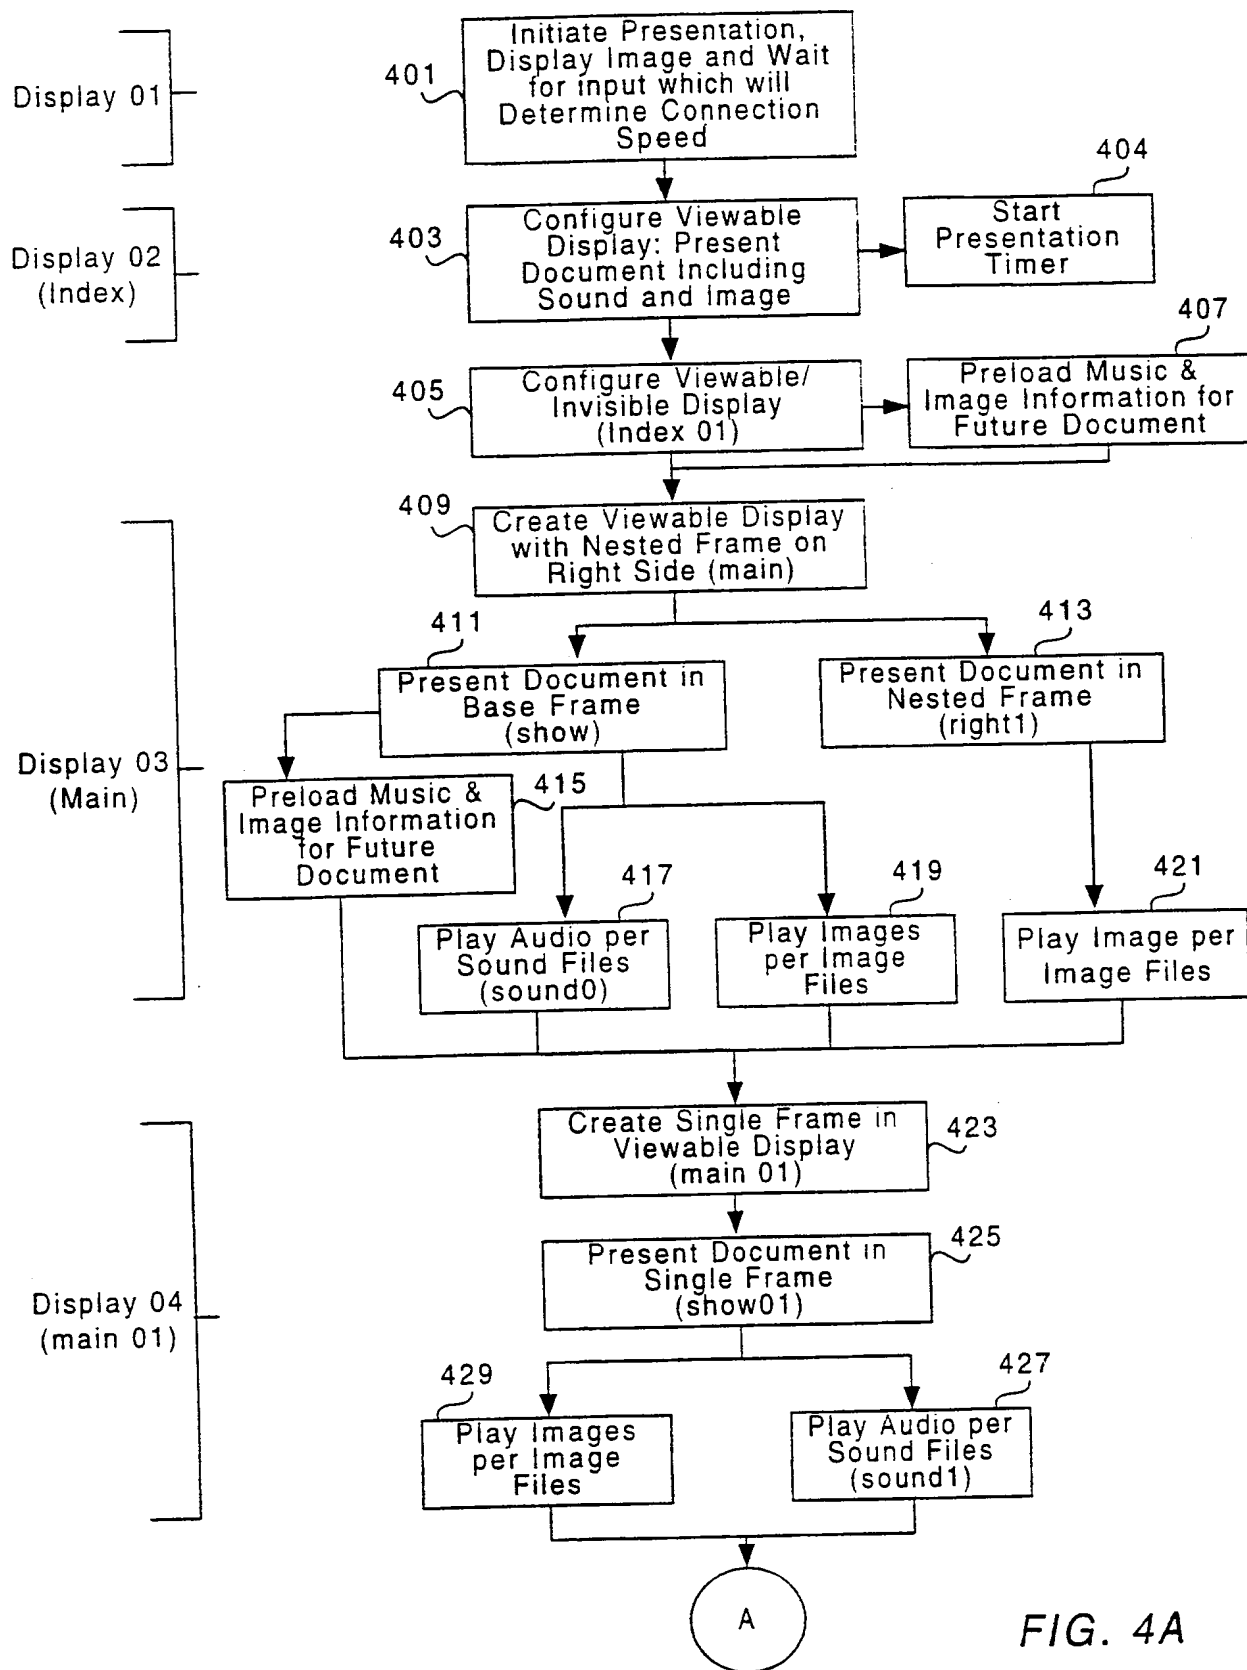 Display 01
401
Initiate Presentation,
Display Image and Wait
for input which will
Determine Connection
Speed
Display 02
(Index)
403
Configure Viewable
Display: Present
Document Including
Sound and Image
404
Start
Presentation
Timer
405
Configure Viewable/
Invisible Display
(Index 01)
407
Preload Music &
Image Information for
Future Document
409
Create Viewable Display
with Nested Frame on
Right Side (main)
Display 03
(Main)
411
Present Document in
Base Frame
(show)
413
Present Document in
Nested Frame
(right1)
415
Preload Music &
Image Information
for Future
Document
417
Play Audio per
Sound Files
(sound0)
419
Play Images
per Image
Files
421
Play Image per
Image Files
Display 04
(main 01)
423
Create Single Frame in
Viewable Display
(main 01)
425
Present Document in
Single Frame
(show01)
429
Play Images
per Image
Files
427
Play Audio per
Sound Files
(sound1)
A
FIG. 4A